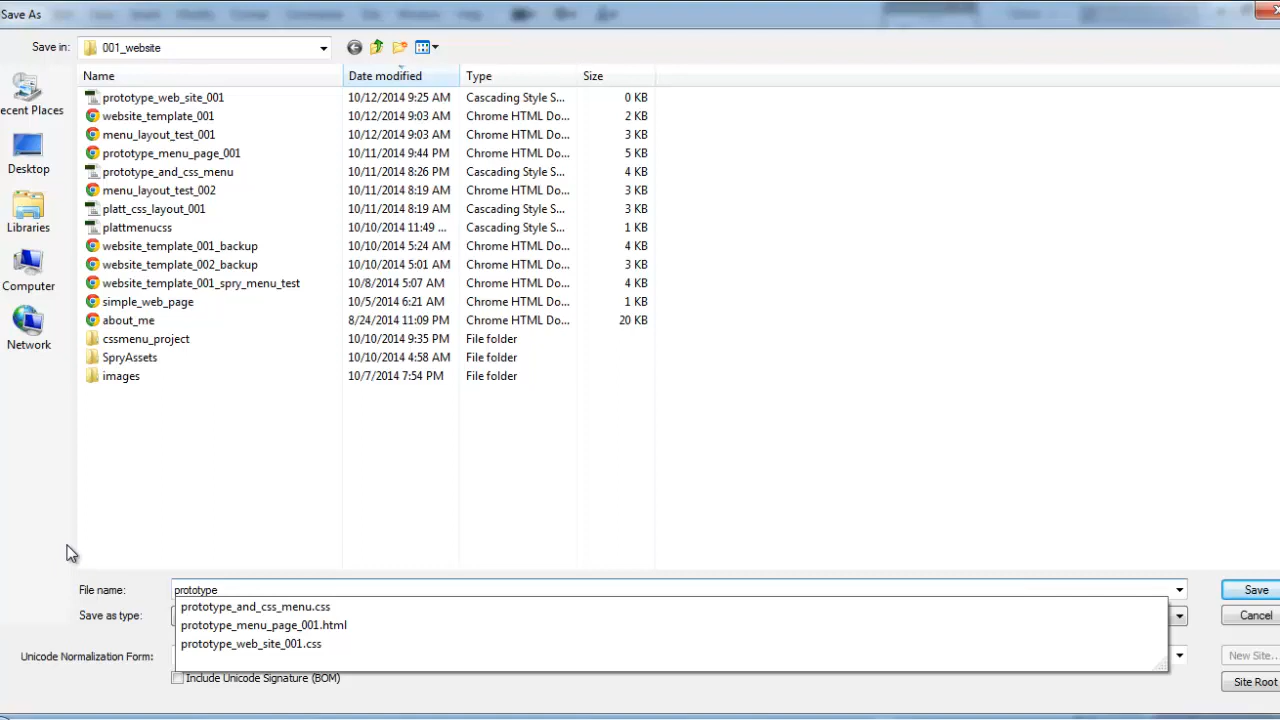 Save As
Save in: 001_website
Name Date modified Type Size
prototype_web_site_001 10/12/2014 9:25 AM Cascading Style S... 0 KB
website_template_001 10/12/2014 9:03 AM Chrome HTML Do... 2 KB
menu_layout_test_001 10/12/2014 9:03 AM Chrome HTML Do... 3 KB
prototype_menu_page_001 10/11/2014 9:44 PM Chrome HTML Do... 5 KB
prototype_and_css_menu 10/11/2014 8:26 PM Cascading Style S... 4 KB
menu_layout_test_002 10/11/2014 8:19 AM Chrome HTML Do... 3 KB
platt_css_layout_001 10/11/2014 8:19 AM Cascading Style S... 3 KB
plattmenucss 10/10/2014 11:49 ... Cascading Style S... 1 KB
website_template_001_backup 10/10/2014 5:24 AM Chrome HTML Do... 4 KB
website_template_002_backup 10/10/2014 5:01 AM Chrome HTML Do... 3 KB
website_template_001_spry_menu_test 10/8/2014 5:07 AM Chrome HTML Do... 4 KB
simple_web_page 10/5/2014 6:21 AM Chrome HTML Do... 1 KB
about_me 8/24/2014 11:09 PM Chrome HTML Do... 20 KB
cssmenu_project 10/10/2014 9:35 PM File folder
SpryAssets 10/10/2014 4:58 AM File folder
images 10/7/2014 7:54 PM File folder
ecent Places
Desktop
Libraries
Computer
Network
File name: prototype Save
prototype_and_css_menu.css
Save as type: Cancel
prototype_menu_page_001.html
prototype_web_site_001.css
Unicode Normalization Form: New Site...
Include Unicode Signature (BOM) Site Root